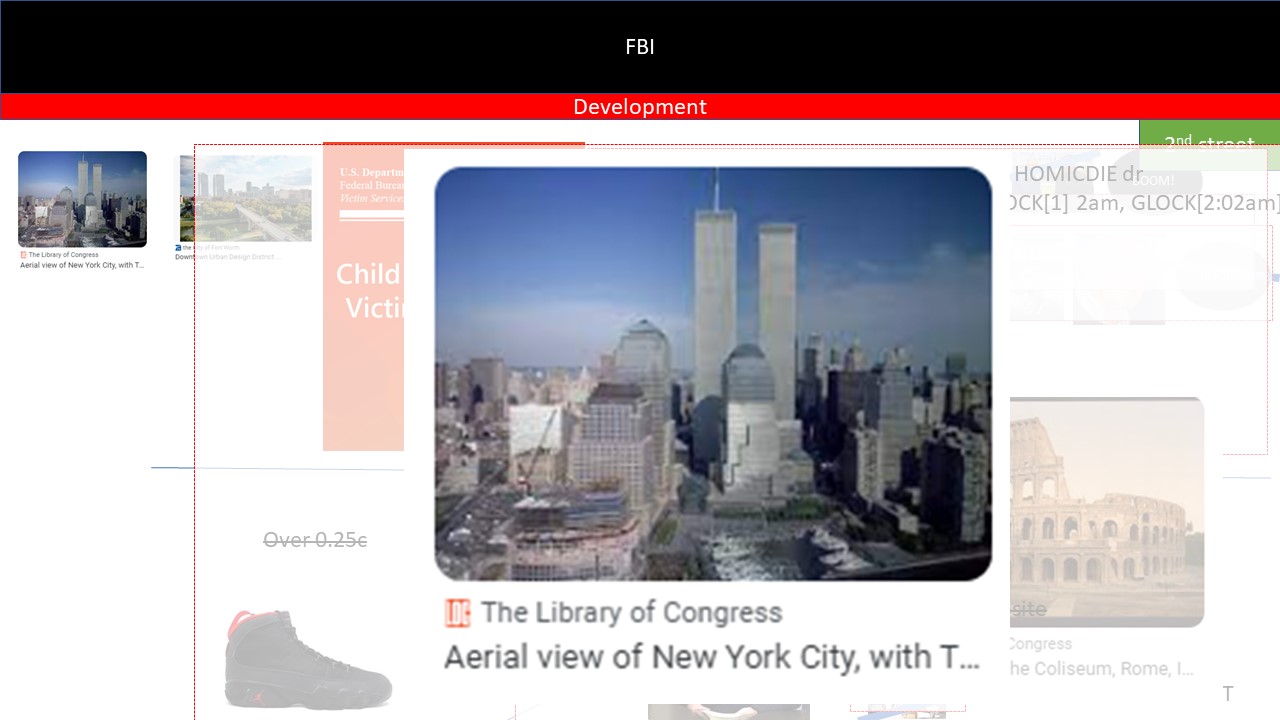 FBI
Development
2nd street
BOOM!
HOMICDIE dr
OCK[1] 2am, GLOCK[2:02am]
U.S. Departm
Federal Bureau
Victim Service
The Library of Congress
Aerial view of New York City, with T...
the City of Fort Worth
Downtown Urban Design District ...
Child
Victi
Over 0.25c
LOC The Library of Congress
Aerial view of New York City, with T...
site
Congress
he Coliseum, Rome, I...
T